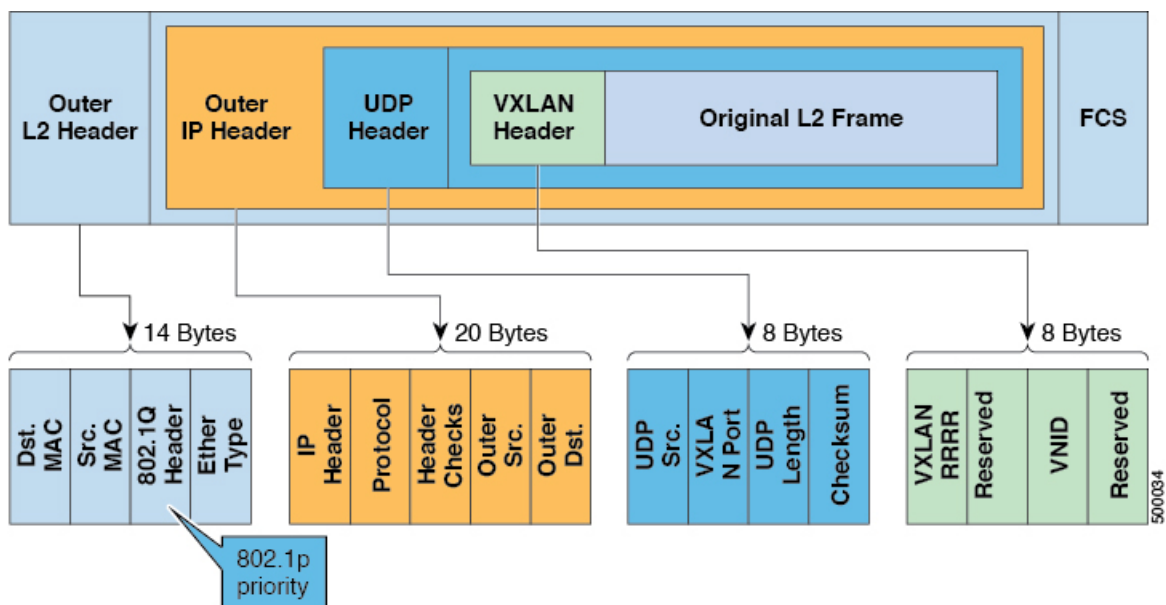 Outer
L2 Header
Outer
IP Header
UDP
Header
VXLAN
Header
Original L2 Frame
FCS
14 Bytes
20 Bytes
8 Bytes
8 Bytes
Dst.
MAC
Src.
MAC
802.1Q
Header
Ether
Type
IP
Header
Protocol
Header
Checks
Outer
Src.
Outer
Dst.
UDP
Src.
VXLA
N Port
UDP
Length
Checksum
VXLAN
RRRR
Reserved
VNID
Reserved
500034
802.1p
priority